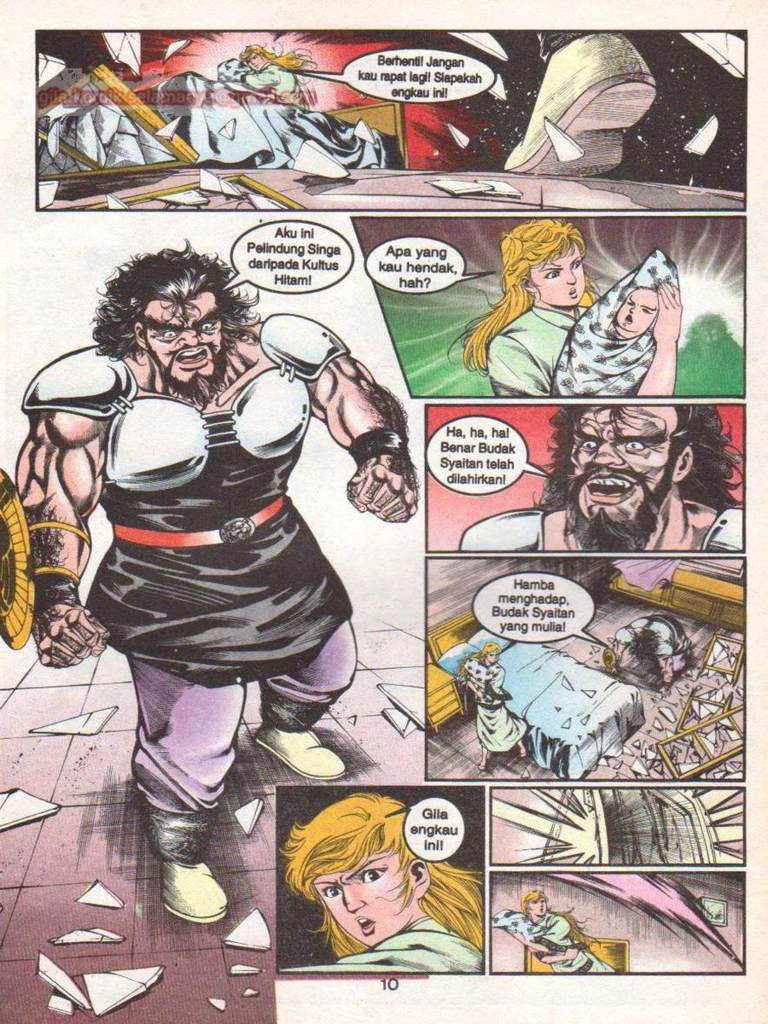 Berhenti! Jangan
kau rapat lagi! Siapakah
engkau ini!
Aku ini
Pelindung Singa
daripada Kultus
Hitam!
Apa yang
kau hendak,
hah?
Ha, ha, ha!
Benar Budak
Syaitan telah
dilahirkan!
Hamba
menghadap,
Budak Syaitan
yang mulia!
Gila
engkau
ini!
10